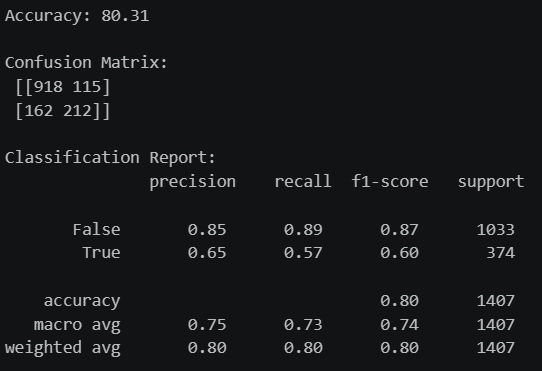 Accuracy: 80.31
Confusion Matrix:
[[918 115]
[162 212]]
Classification Report:
precision recall f1-score support
False 0.85 0.89 0.87 1033
True 0.65 0.57 0.60 374
accuracy 0.80 1407
macro avg 0.75 0.73 0.74 1407
weighted avg 0.80 0.80 0.80 1407